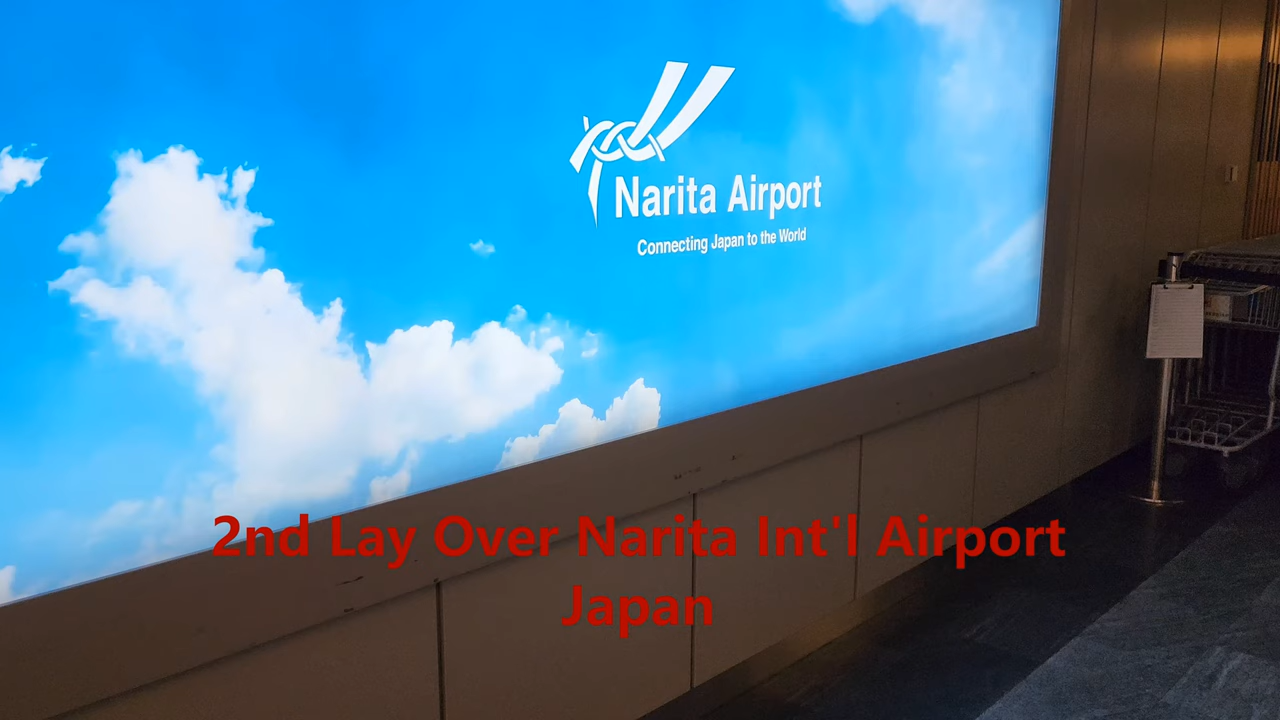 Narita Airport
Connecting Japan to the World
2nd Lay Over Narita Int'l Airport
Japan